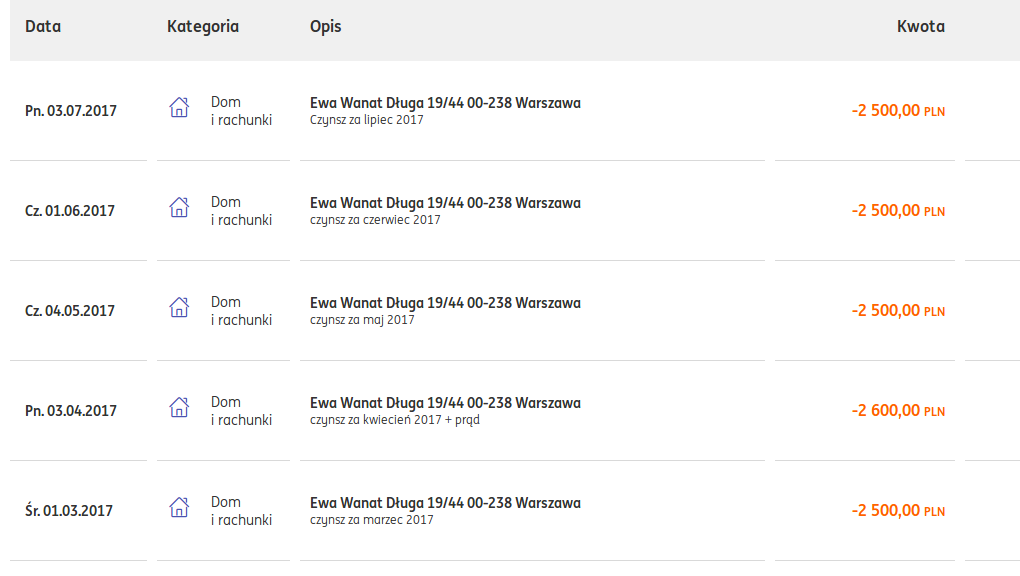 Data Kategoria Opis Kwota
Pn. 03.07.2017 Dom i rachunki Ewa Wanat Długa 19/44 00-238 Warszawa -2 500,00 PLN
Czynsz za lipiec 2017
Cz. 01.06.2017 Dom i rachunki Ewa Wanat Długa 19/44 00-238 Warszawa -2 500,00 PLN
czynsz za czerwiec 2017
Cz. 04.05.2017 Dom i rachunki Ewa Wanat Długa 19/44 00-238 Warszawa -2 500,00 PLN
czynsz za maj 2017
Pn. 03.04.2017 Dom i rachunki Ewa Wanat Długa 19/44 00-238 Warszawa -2 600,00 PLN
czynsz za kwiecień 2017 + prąd
Śr. 01.03.2017 Dom i rachunki Ewa Wanat Długa 19/44 00-238 Warszawa -2 500,00 PLN
czynsz za marzec 2017